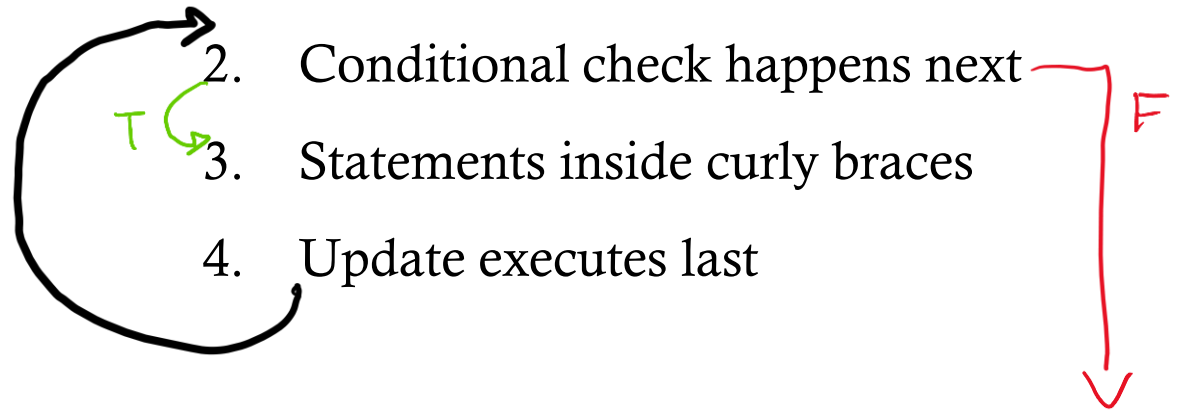 2. Conditional check happens next
F
T
3. Statements inside curly braces
4. Update executes last